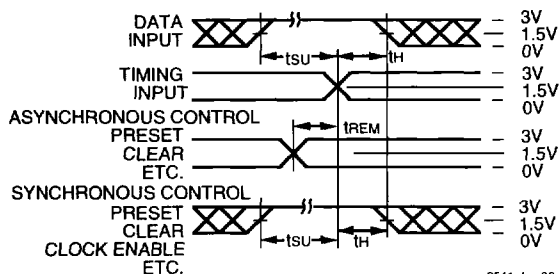 DATA
INPUT
3V
1.5V
0V
tSU
tH
TIMING
INPUT
3V
1.5V
0V
ASYNCHRONOUS CONTROL
PRESET
CLEAR
ETC.
tREM
3V
1.5V
0V
SYNCHRONOUS CONTROL
PRESET
CLEAR
CLOCK ENABLE
ETC.
tSU
tH
3V
1.5V
0V